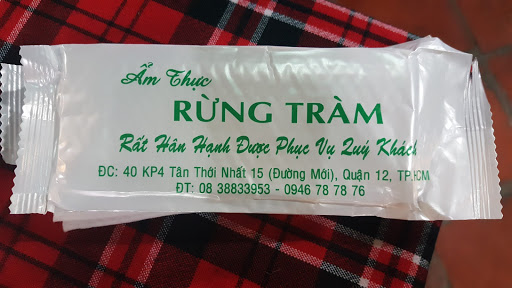 Ẩm Thực
RỪNG TRÀM
Rất Hân Hạnh Được Phục Vụ Quý Khách
ĐC: 40 KP4 Tân Thới Nhất 15 (Đường Mới), Quận 12, TP.HCM
ĐT: 08 38833953 - 0946 78 78 76